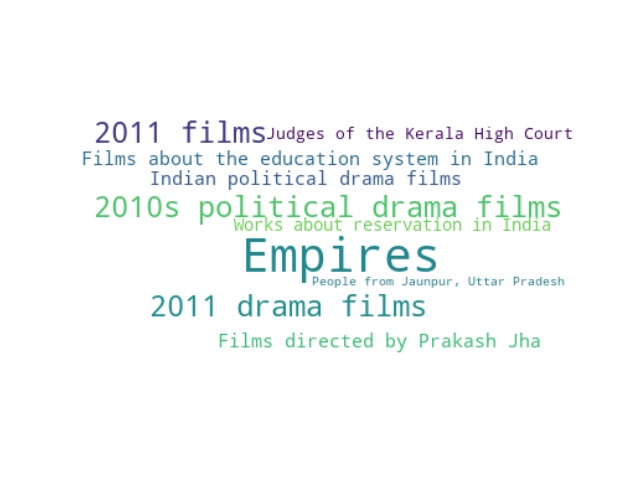 2011 films
Judges of the Kerala High Court
Films about the education system in India
Indian political drama films
2010s political drama films
Works about reservation in India
Empires
People from Jaunpur, Uttar Pradesh
2011 drama films
Films directed by Prakash Jha